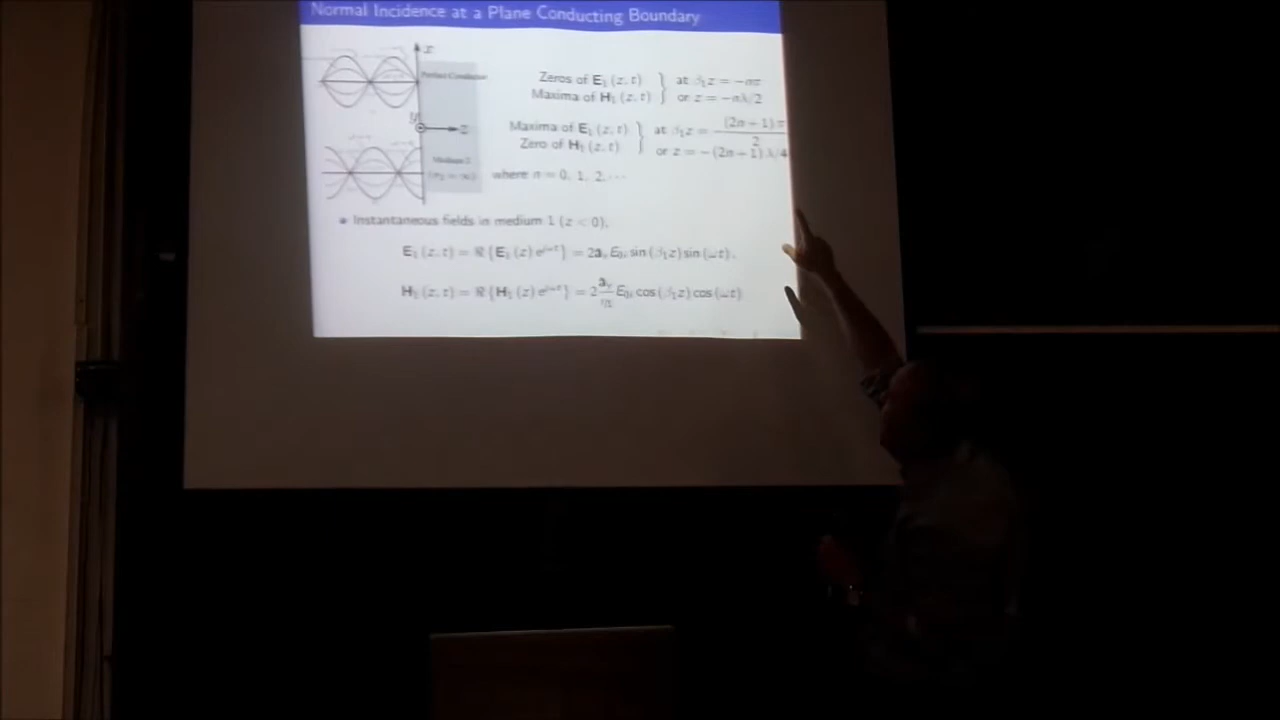 Normal Incidence at a Plane Conducting Boundary
x
Perfect Conductor
y
z
Medium 2
(σ₂ = ∞)
Zeros of E₁ (z, t) } at β₁z = −nπ
Maxima of H₁ (z, t) } or z = −nλ/2
Maxima of E₁ (z, t) } at β₁z = − (2n − 1) π / 2
Zero of H₁ (z, t) } or z = − (2n − 1) λ/4
where n = 0, 1, 2, ⋯
Instantaneous fields in medium 1 (z < 0),
E₁ (z, t) = ℜ {E₁ (z) e^{jωt}} = 2aₓ E₀ᵢ sin (β₁z) sin (ωt),
H₁ (z, t) = ℜ {H₁ (z) e^{jωt}} = 2 a_y/η₁ E₀ᵢ cos (β₁z) cos (ωt)